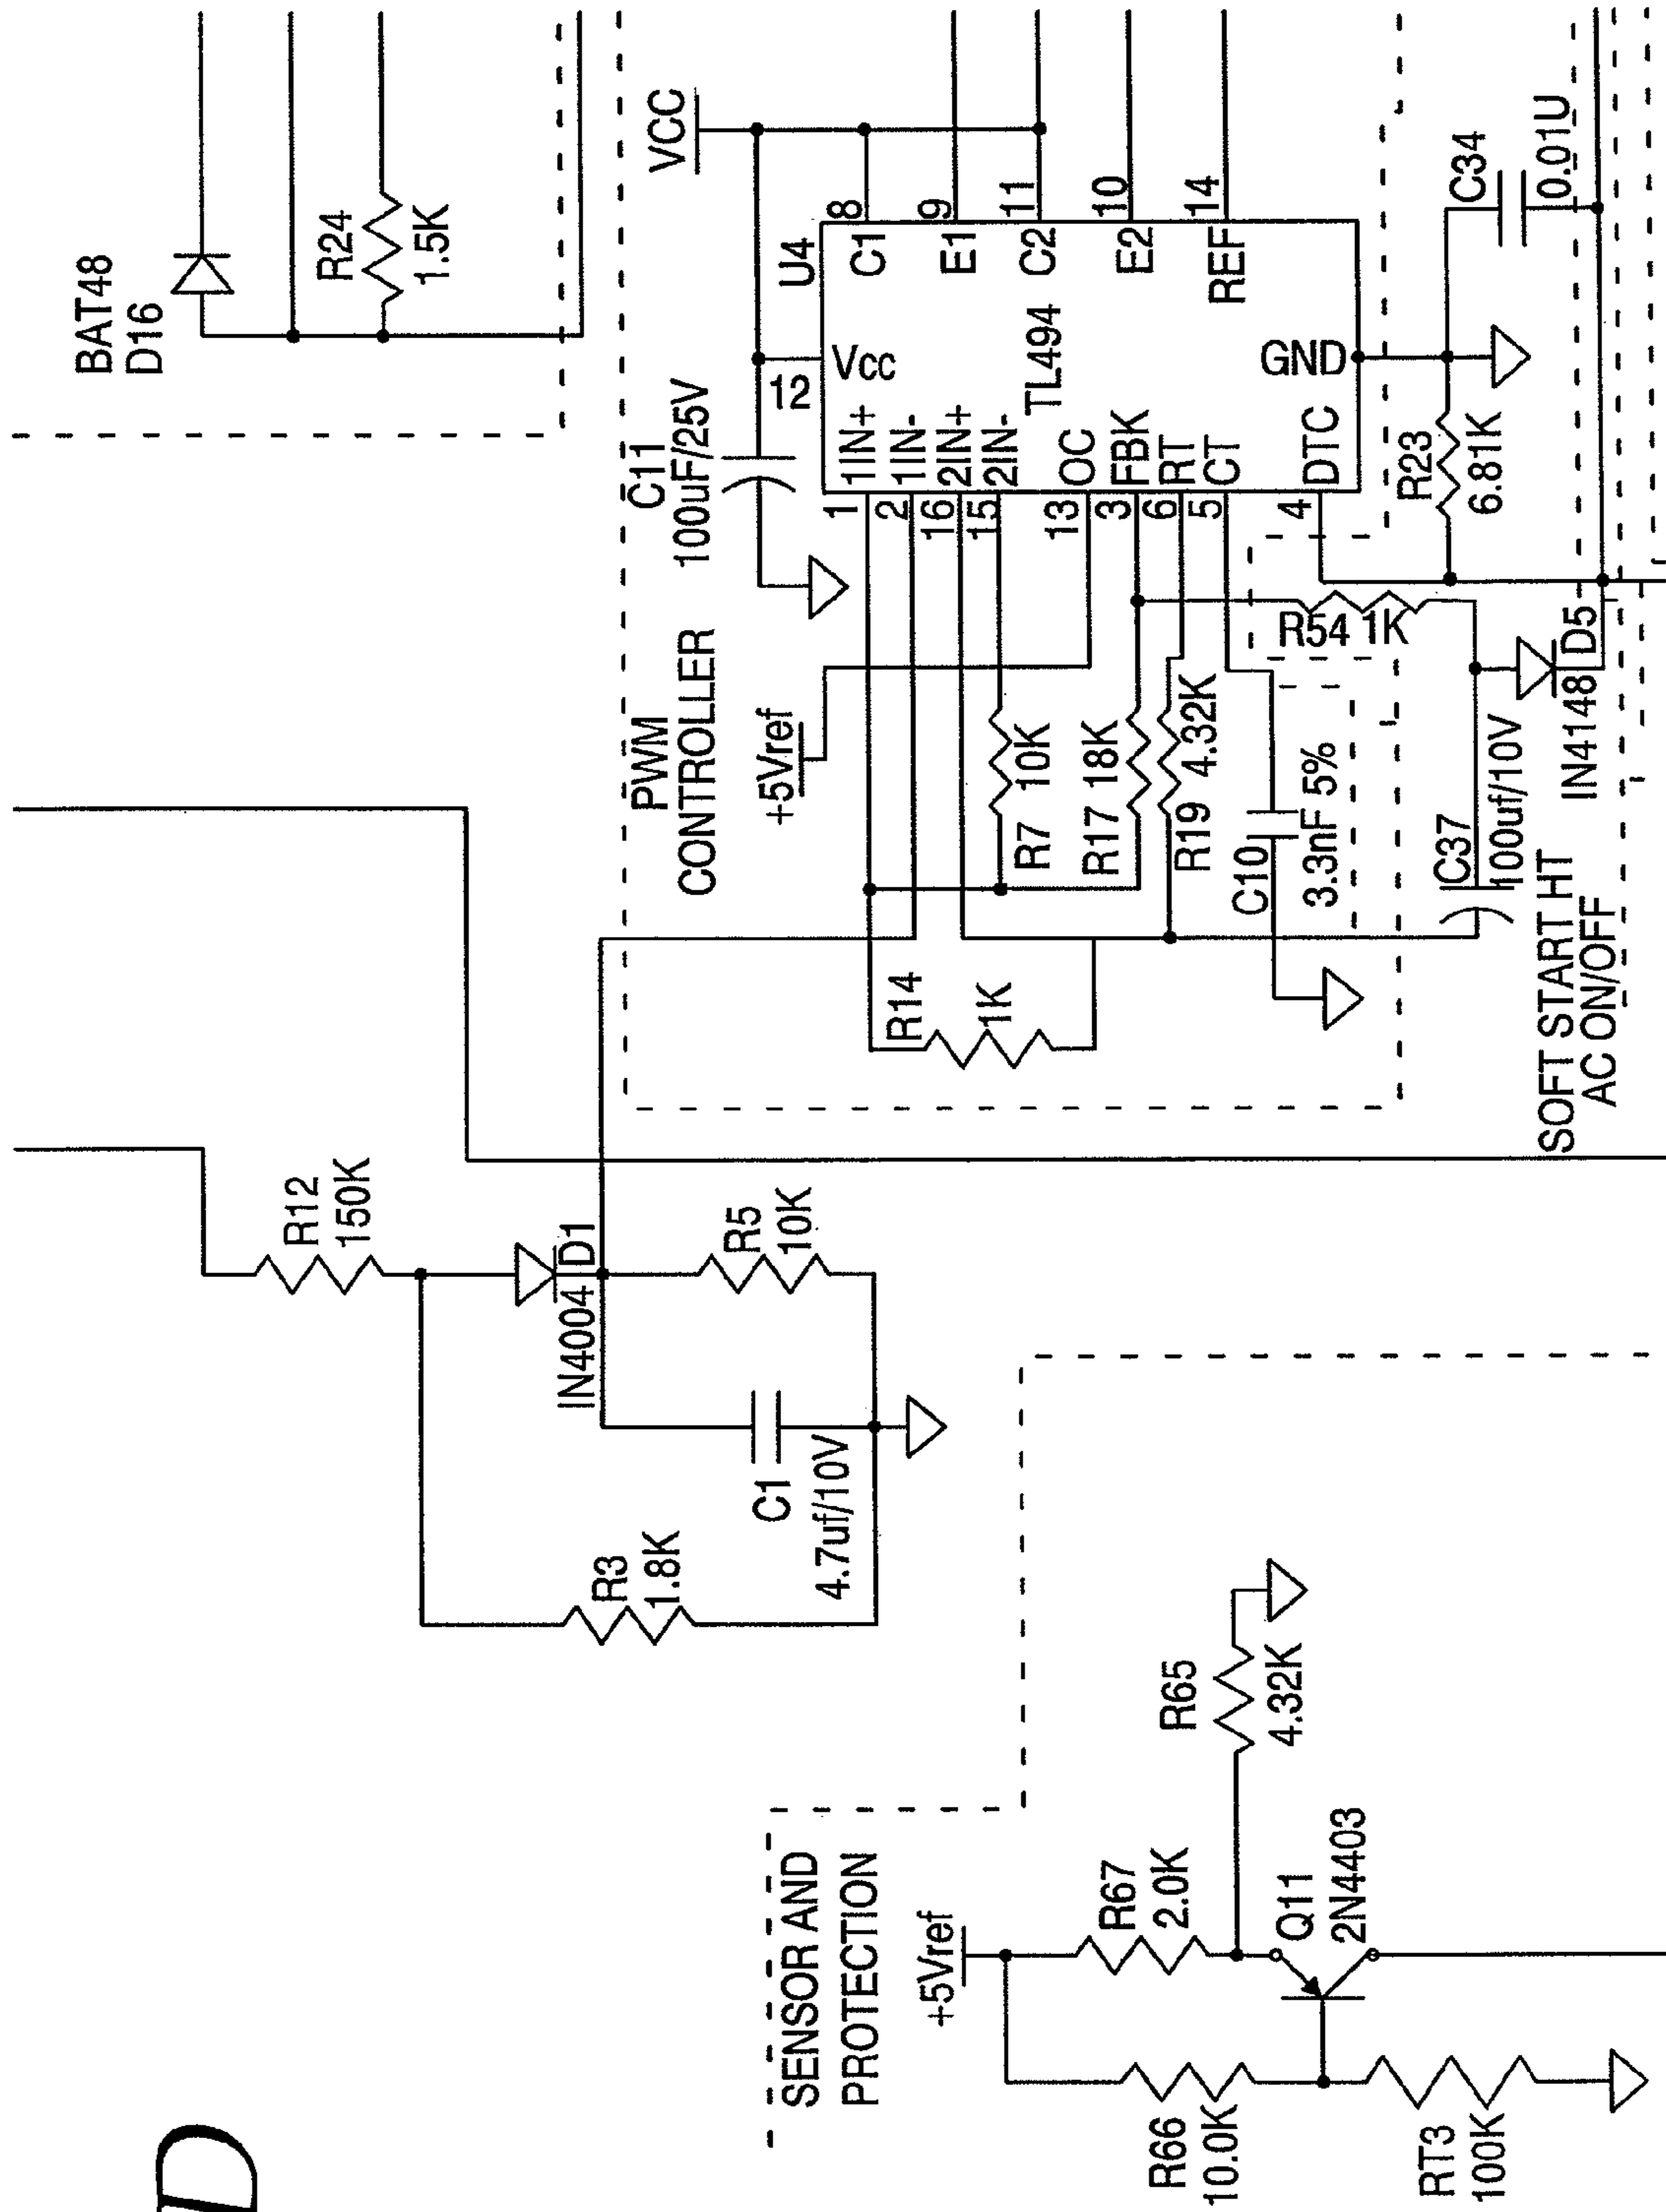 BAT48
D16
R24
1.5K
VCC
C11
100uF/25V
U4
12
Vcc
TL494
GND
1
1IN+
2
1IN-
16
2IN+
15
2IN-
13
OC
3
FBK
6
RT
5
CT
4
DTC
8
C1
9
E1
11
C2
10
E2
14
REF
PWM
CONTROLLER
+5Vref
R7 10K
R17 18K
R19 4.32K
C10
3.3nF 5%
R14
1K
R54 1K
R23
6.81K
C34
0.01U
C37
100uf/10V
IN4148 D5
SOFT START HT
AC ON/OFF
R12
150K
IN4004 D1
R5
10K
C1
4.7uf/10V
R3
1.8K
SENSOR AND
PROTECTION
+5Vref
R67
2.0K
R65
4.32K
Q11
2N4403
R66
10.0K
RT3
100K
D